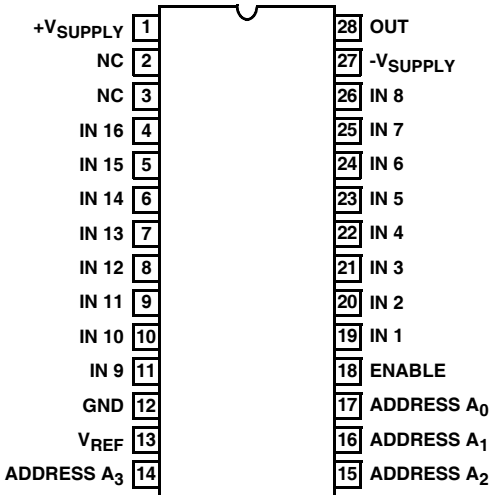 +VSUPPLY 1 28 OUT
NC 2 27 -VSUPPLY
NC 3 26 IN 8
IN 16 4 25 IN 7
IN 15 5 24 IN 6
IN 14 6 23 IN 5
IN 13 7 22 IN 4
IN 12 8 21 IN 3
IN 11 9 20 IN 2
IN 10 10 19 IN 1
IN 9 11 18 ENABLE
GND 12 17 ADDRESS A0
VREF 13 16 ADDRESS A1
ADDRESS A3 14 15 ADDRESS A2